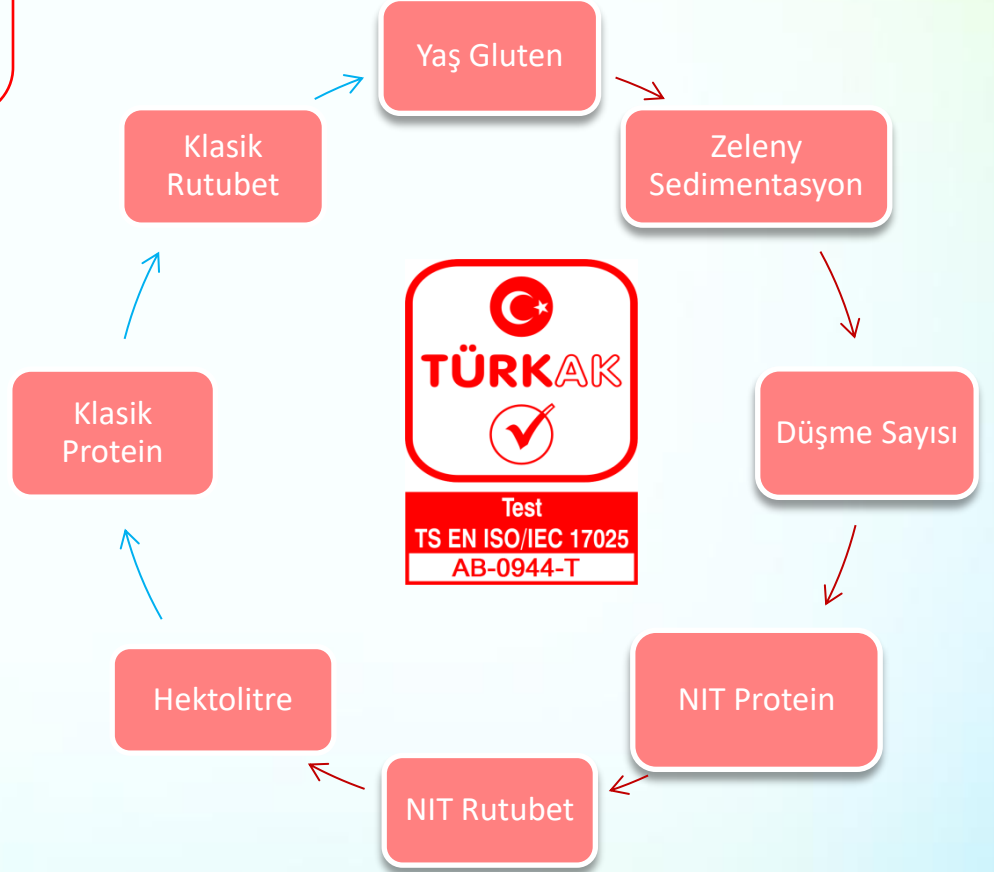 Yaş Gluten
Zeleny
Sedimentasyon
Düşme Sayısı
NIT Protein
NIT Rutubet
Hektolitre
Klasik
Protein
Klasik
Rutubet
TÜRKAK
Test
TS EN ISO/IEC 17025
AB-0944-T